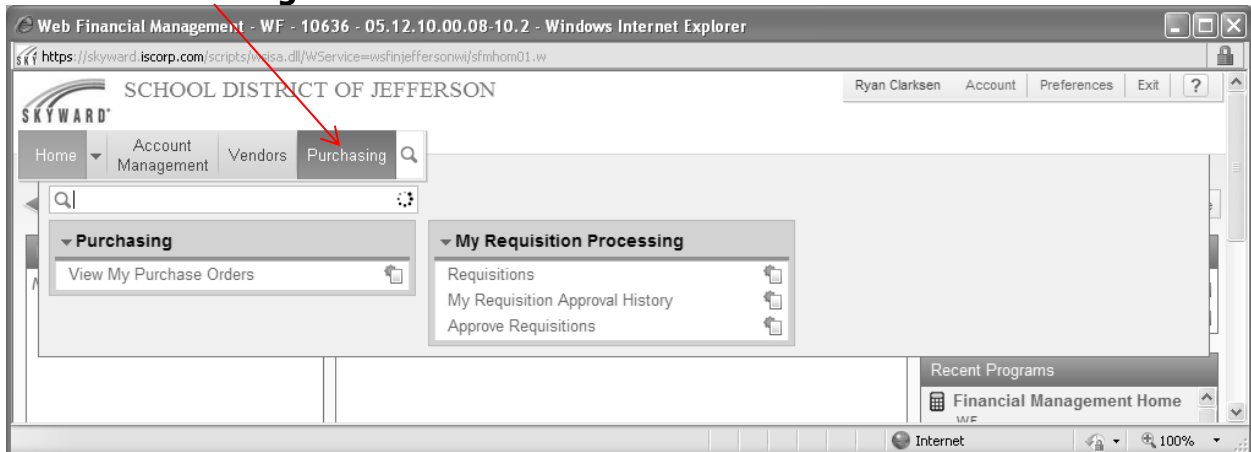 Web Financial Management - WF - 10636 - 05.12.10.00.08-10.2 - Windows Internet Explorer
https://skyward.iscorp.com/scripts/wsisa.dll/WService=wsfinjeffersonwi/sfmhom01.w
SKYWARD
SCHOOL DISTRICT OF JEFFERSON
Ryan Clarksen Account Preferences Exit ?
Home Account Management Vendors Purchasing
Purchasing
View My Purchase Orders
My Requisition Processing
Requisitions
My Requisition Approval History
Approve Requisitions
Recent Programs
Financial Management Home
WF
Internet 100%